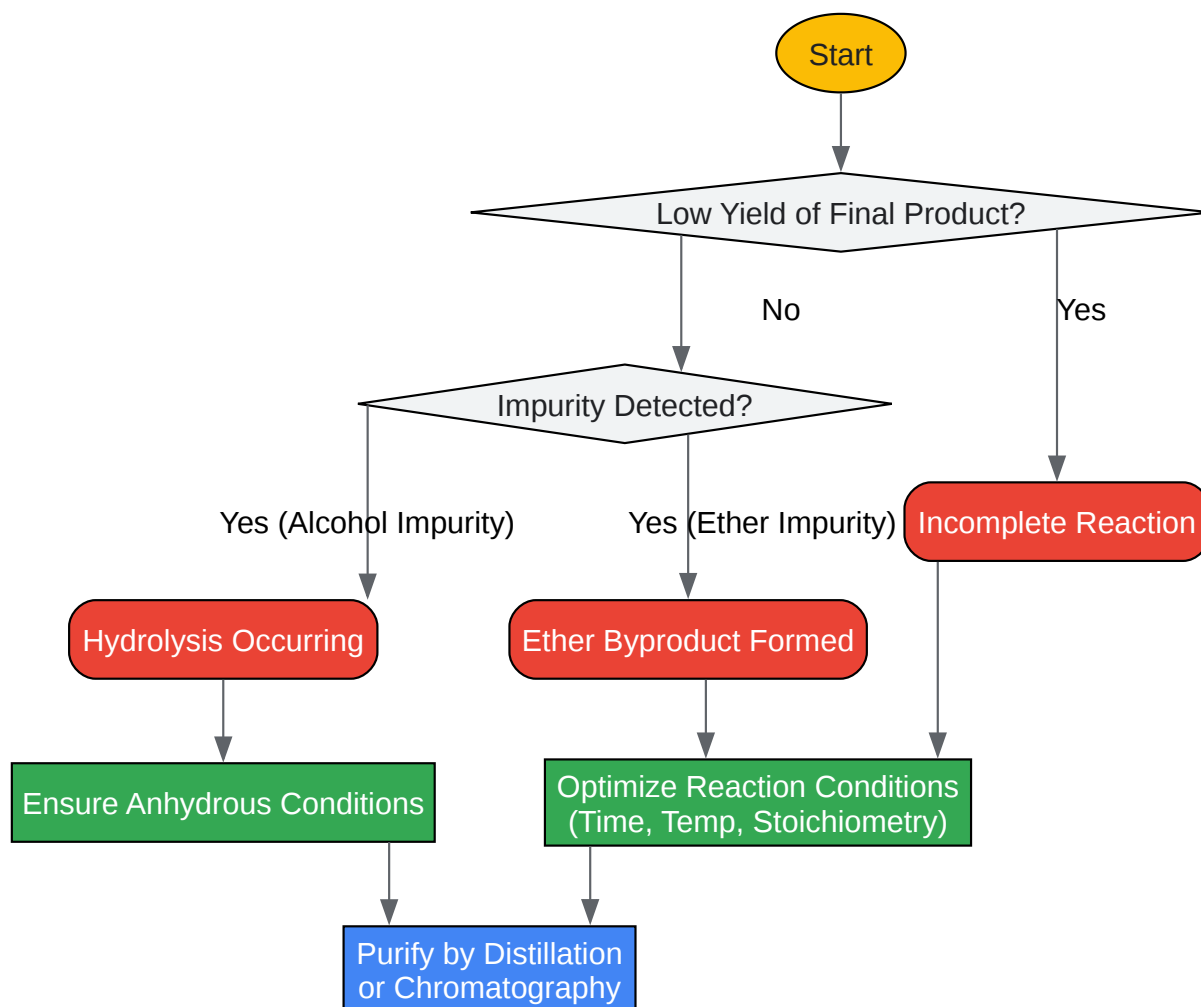 Start
Low Yield of Final Product?
No
Yes
Impurity Detected?
Yes (Alcohol Impurity)
Yes (Ether Impurity)
Incomplete Reaction
Hydrolysis Occurring
Ether Byproduct Formed
Ensure Anhydrous Conditions
Optimize Reaction Conditions
(Time, Temp, Stoichiometry)
Purify by Distillation
or Chromatography